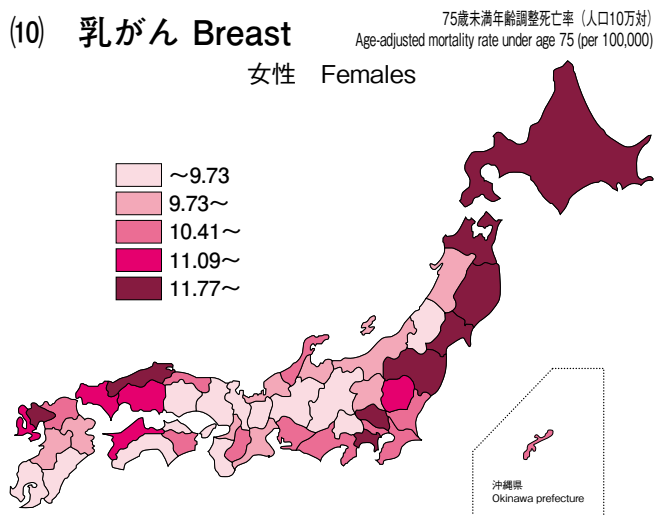 ⑽ 乳がん Breast
75歳未満年齢調整死亡率（人口10万対）
Age-adjusted mortality rate under age 75 (per 100,000)
女性 Females
～9.73
9.73～
10.41～
11.09～
11.77～
沖縄県
Okinawa prefecture